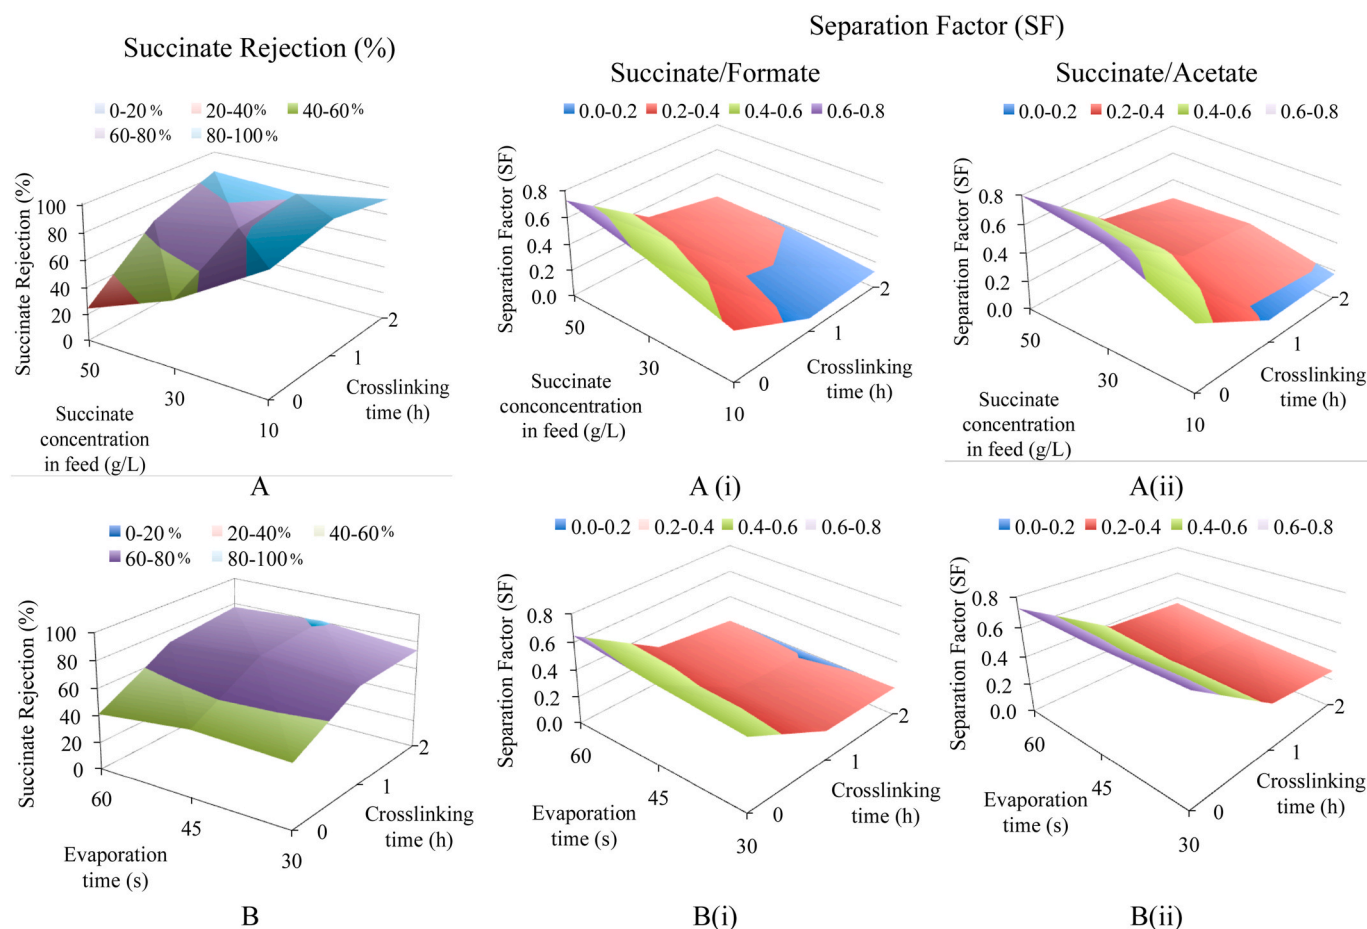 Separation Factor (SF)
Succinate Rejection (%)
Succinate/Formate
Succinate/Acetate
0-20 % 20-40% 40-60%
60-80 % 80-100%
Succinate Rejection (%)
100
80
60
40
20
0
50
30
10
0
1
2
Succinate
concentration
in feed (g/L)
Crosslinking
time (h)
A
0.0-0.2 0.2-0.4 0.4-0.6 0.6-0.8
Separation Factor (SF)
0.8
0.6
0.4
0.2
0.0
50
30
10
0
1
2
Succinate
conconcentration
in feed (g/L)
Crosslinking
time (h)
A (i)
0.0-0.2 0.2-0.4 0.4-0.6 0.6-0.8
Separation Factor (SF)
0.8
0.6
0.4
0.2
0.0
50
30
10
0
1
2
Succinate
concentration
in feed (g/L)
Crosslinking
time (h)
A(ii)
0-20 % 20-40% 40-60%
60-80% 80-100%
Succinate Rejection (%)
100
80
60
40
20
0
60
45
30
0
1
2
Evaporation
time (s)
Crosslinking
time (h)
B
0.0-0.2 0.2-0.4 0.4-0.6 0.6-0.8
Separation Factor (SF)
0.8
0.6
0.4
0.2
0.0
60
45
30
0
1
2
Evaporation
time (s)
Crosslinking
time (h)
B(i)
0.0-0.2 0.2-0.4 0.4-0.6 0.6-0.8
Separation Factor (SF)
0.8
0.6
0.4
0.2
0.0
60
45
30
0
1
2
Evaporation
time (s)
Crosslinking
time (h)
B(ii)